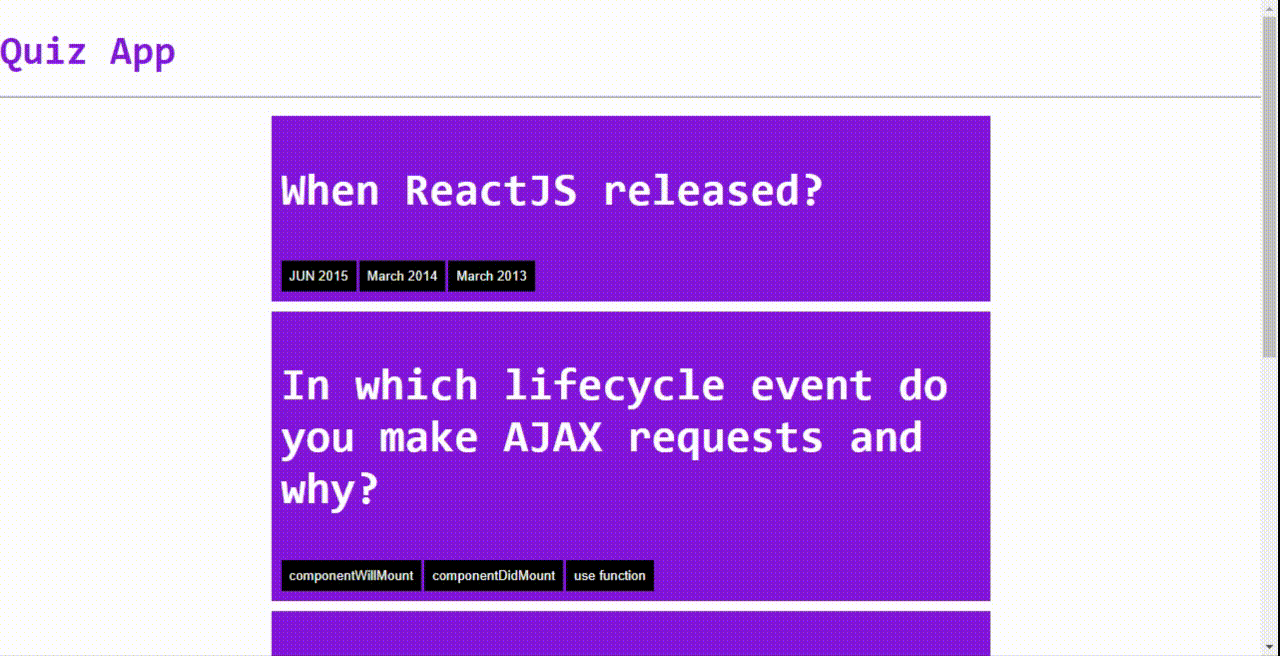 Quiz App
When ReactJS released?
JUN 2015 March 2014 March 2013
In which lifecycle event do
you make AJAX requests and
why?
componentWillMount componentDidMount use function